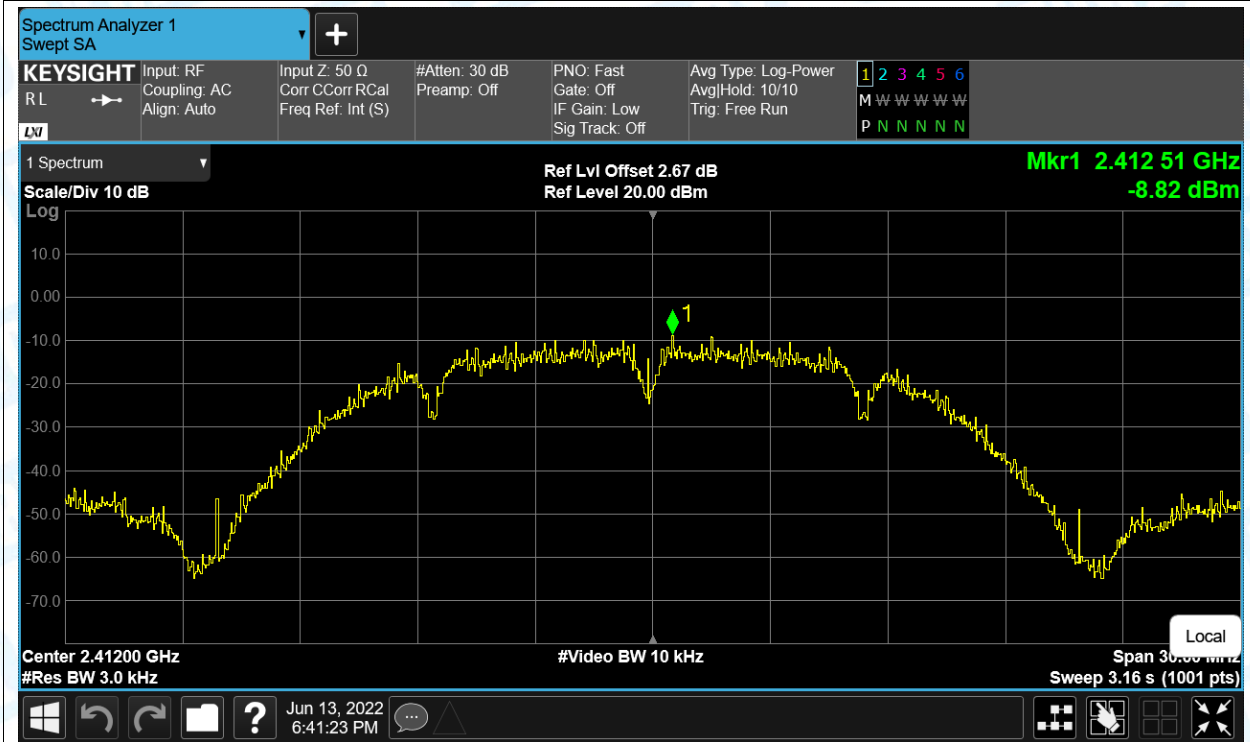 Spectrum Analyzer 1
Swept SA
KEYSIGHT
R L
LXI
Input: RF
Coupling: AC
Align: Auto
Input Z: 50 Ω
Corr CCorr RCal
Freq Ref: Int (S)
#Atten: 30 dB
Preamp: Off
PNO: Fast
Gate: Off
IF Gain: Low
Sig Track: Off
Avg Type: Log-Power
Avg|Hold: 10/10
Trig: Free Run
1 2 3 4 5 6
M W W W W W
P N N N N N
1 Spectrum
Scale/Div 10 dB
Ref Lvl Offset 2.67 dB
Ref Level 20.00 dBm
Mkr1 2.412 51 GHz
-8.82 dBm
Log
10.0
0.00
-10.0
-20.0
-30.0
-40.0
-50.0
-60.0
-70.0
1
Local
Center 2.41200 GHz
#Res BW 3.0 kHz
#Video BW 10 kHz
Span 30.00 MHz
Sweep 3.16 s (1001 pts)
?
Jun 13, 2022
6:41:23 PM